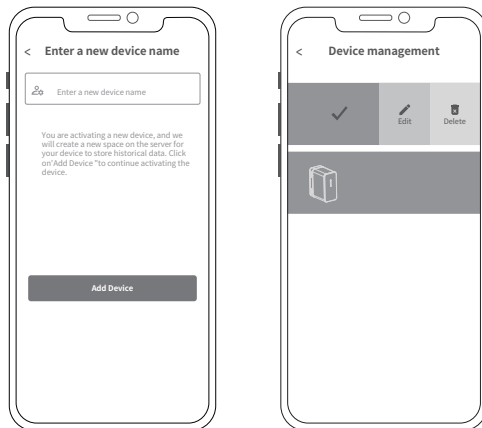 < Enter a new device name
Enter a new device name
You are activating a new device, and we
will create a new space on the server for
your device to store historical data. Click
on'Add Device "to continue activating the
device.
Add Device
< Device management
Edit
Delete